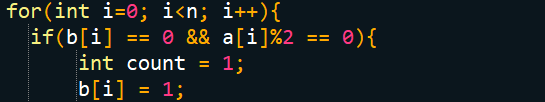 for(int i=0; i<n; i++){
if(b[i] == 0 && a[i]%2 == 0){
int count = 1;
b[i] = 1;